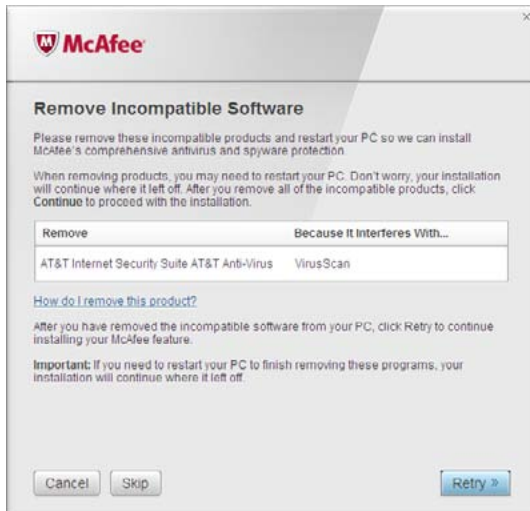 McAfee
Remove Incompatible Software
Please remove these incompatible products and restart your PC so we can install
McAfee's comprehensive antivirus and spyware protection.
When removing products, you may need to restart your PC. Don't worry, your installation
will continue where it left off. After you remove all of the incompatible products, click
Continue to proceed with the installation.
Remove Because It Interferes With...
AT&T Internet Security Suite AT&T Anti-Virus VirusScan
How do I remove this product?
After you have removed the incompatible software from your PC, click Retry to continue
installing your McAfee feature.
Important: If you need to restart your PC to finish removing these programs, your
installation will continue where it left off.
Cancel Skip Retry »